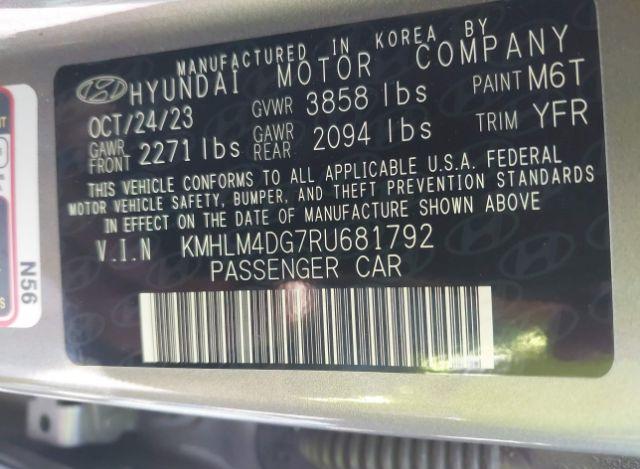 MANUFACTURED IN KOREA BY
HYUNDAI MOTOR COMPANY
OCT/24/23 GVWR 3858 lbs PAINT M6T
GAWR FRONT 2271 lbs GAWR REAR 2094 lbs TRIM YFR
THIS VEHICLE CONFORMS TO ALL APPLICABLE U.S.A. FEDERAL
MOTOR VEHICLE SAFETY, BUMPER, AND THEFT PREVENTION STANDARDS
IN EFFECT ON THE DATE OF MANUFACTURE SHOWN ABOVE
V.I.N KMHLM4DG7RU681792
PASSENGER CAR
N56